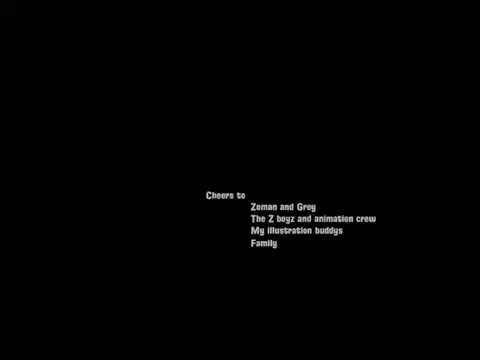 Cheers to
Zeman and Grey
The Z boyz and animation crew
My illustration buddys
Family